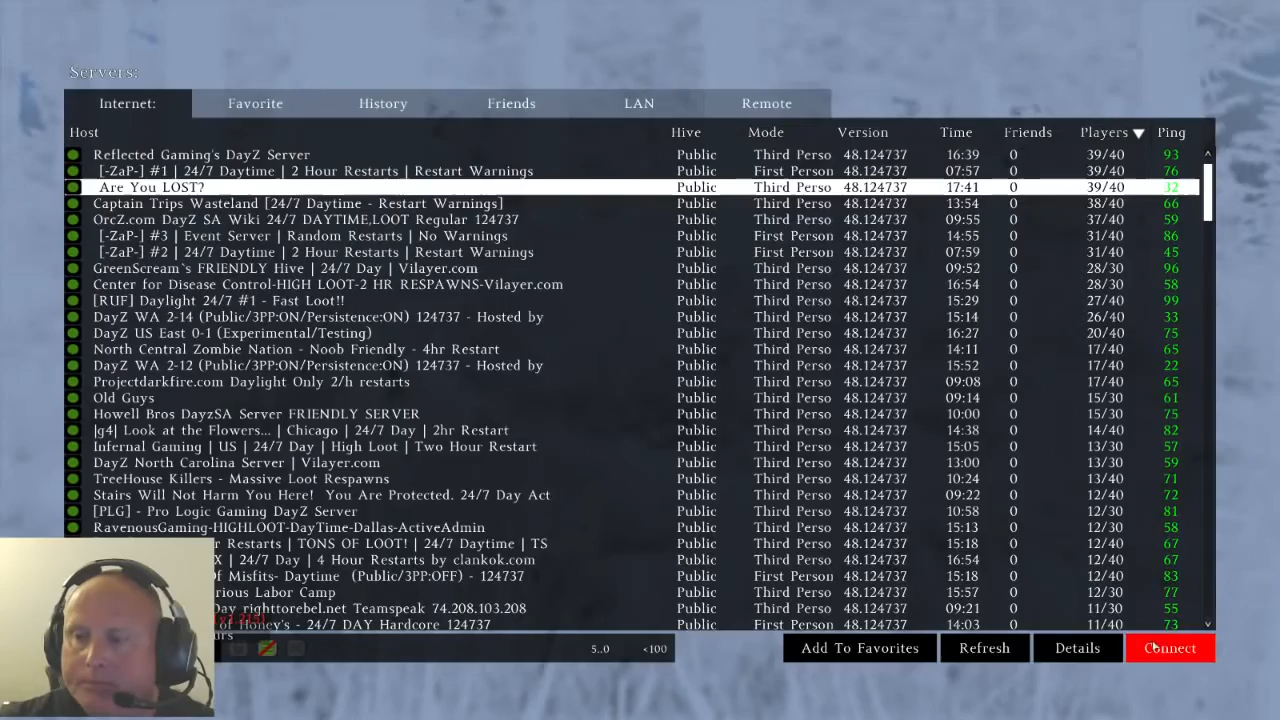 Servers:
Internet: Favorite History Friends LAN Remote
Host Hive Mode Version Time Friends Players Ping
Reflected Gaming's DayZ Server Public Third Perso 48.124737 16:39 0 39/40 93
[-ZaP-] #1 | 24/7 Daytime | 2 Hour Restarts | Restart Warnings Public First Person 48.124737 07:57 0 39/40 76
Are You LOST? Public Third Perso 48.124737 17:41 0 39/40 32
Captain Trips Wasteland [24/7 Daytime - Restart Warnings] Public Third Perso 48.124737 13:54 0 38/40 66
OrcZ.com DayZ SA Wiki 24/7 DAYTIME,LOOT Regular 124737 Public Third Perso 48.124737 09:55 0 37/40 59
[-ZaP-] #3 | Event Server | Random Restarts | No Warnings Public First Person 48.124737 14:55 0 31/40 86
[-ZaP-] #2 | 24/7 Daytime | 2 Hour Restarts | Restart Warnings Public First Person 48.124737 07:59 0 31/40 45
GreenScream`s FRIENDLY Hive | 24/7 Day | Vilayer.com Public Third Perso 48.124737 09:52 0 28/30 96
Center for Disease Control-HIGH LOOT-2 HR RESPAWNS-Vilayer.com Public Third Perso 48.124737 16:54 0 28/30 58
[RUF] Daylight 24/7 #1 - Fast Loot!! Public Third Perso 48.124737 15:29 0 27/40 99
DayZ WA 2-14 (Public/3PP:ON/Persistence:ON) 124737 - Hosted by Public Third Perso 48.124737 15:14 0 26/40 33
DayZ US East 0-1 (Experimental/Testing) Public Third Perso 48.124737 16:27 0 20/40 75
North Central Zombie Nation - Noob Friendly - 4hr Restart Public Third Perso 48.124737 14:11 0 17/40 65
DayZ WA 2-12 (Public/3PP:ON/Persistence:ON) 124737 - Hosted by Public Third Perso 48.124737 15:52 0 17/40 22
Projectdarkfire.com Daylight Only 2/h restarts Public Third Perso 48.124737 09:08 0 17/40 65
Old Guys Public Third Perso 48.124737 09:14 0 15/30 61
Howell Bros DayzSA Server FRIENDLY SERVER Public Third Perso 48.124737 10:00 0 15/30 75
|g4| Look at the Flowers... | Chicago | 24/7 Day | 2hr Restart Public Third Perso 48.124737 14:38 0 14/40 82
Infernal Gaming | US | 24/7 Day | High Loot | Two Hour Restart Public Third Perso 48.124737 15:05 0 13/30 57
DayZ North Carolina Server | Vilayer.com Public Third Perso 48.124737 13:00 0 13/30 59
TreeHouse Killers - Massive Loot Respawns Public Third Perso 48.124737 10:24 0 13/40 71
Stairs Will Not Harm You Here! You Are Protected. 24/7 Day Act Public Third Perso 48.124737 09:22 0 12/40 72
[PLG] - Pro Logic Gaming DayZ Server Public Third Perso 48.124737 10:58 0 12/30 81
RavenousGaming-HIGHLOOT-DayTime-Dallas-ActiveAdmin Public Third Perso 48.124737 15:13 0 12/30 58
r Restarts | TONS OF LOOT! | 24/7 Daytime | TS Public Third Perso 48.124737 15:18 0 12/40 67
X | 24/7 Day | 4 Hour Restarts by clankok.com Public Third Perso 48.124737 16:54 0 12/40 67
f Misfits- Daytime (Public/3PP:OFF) - 124737 Public First Person 48.124737 15:18 0 12/40 83
rious Labor Camp Public Third Perso 48.124737 15:57 0 12/40 77
Day righttorebel.net Teamspeak 74.208.103.208 Public Third Perso 48.124737 09:21 0 11/30 55
f Honey's - 24/7 DAY Hardcore 124737 Public First Person 48.124737 14:03 0 11/40 73
urs
5..0 <100 Add To Favorites Refresh Details Connect